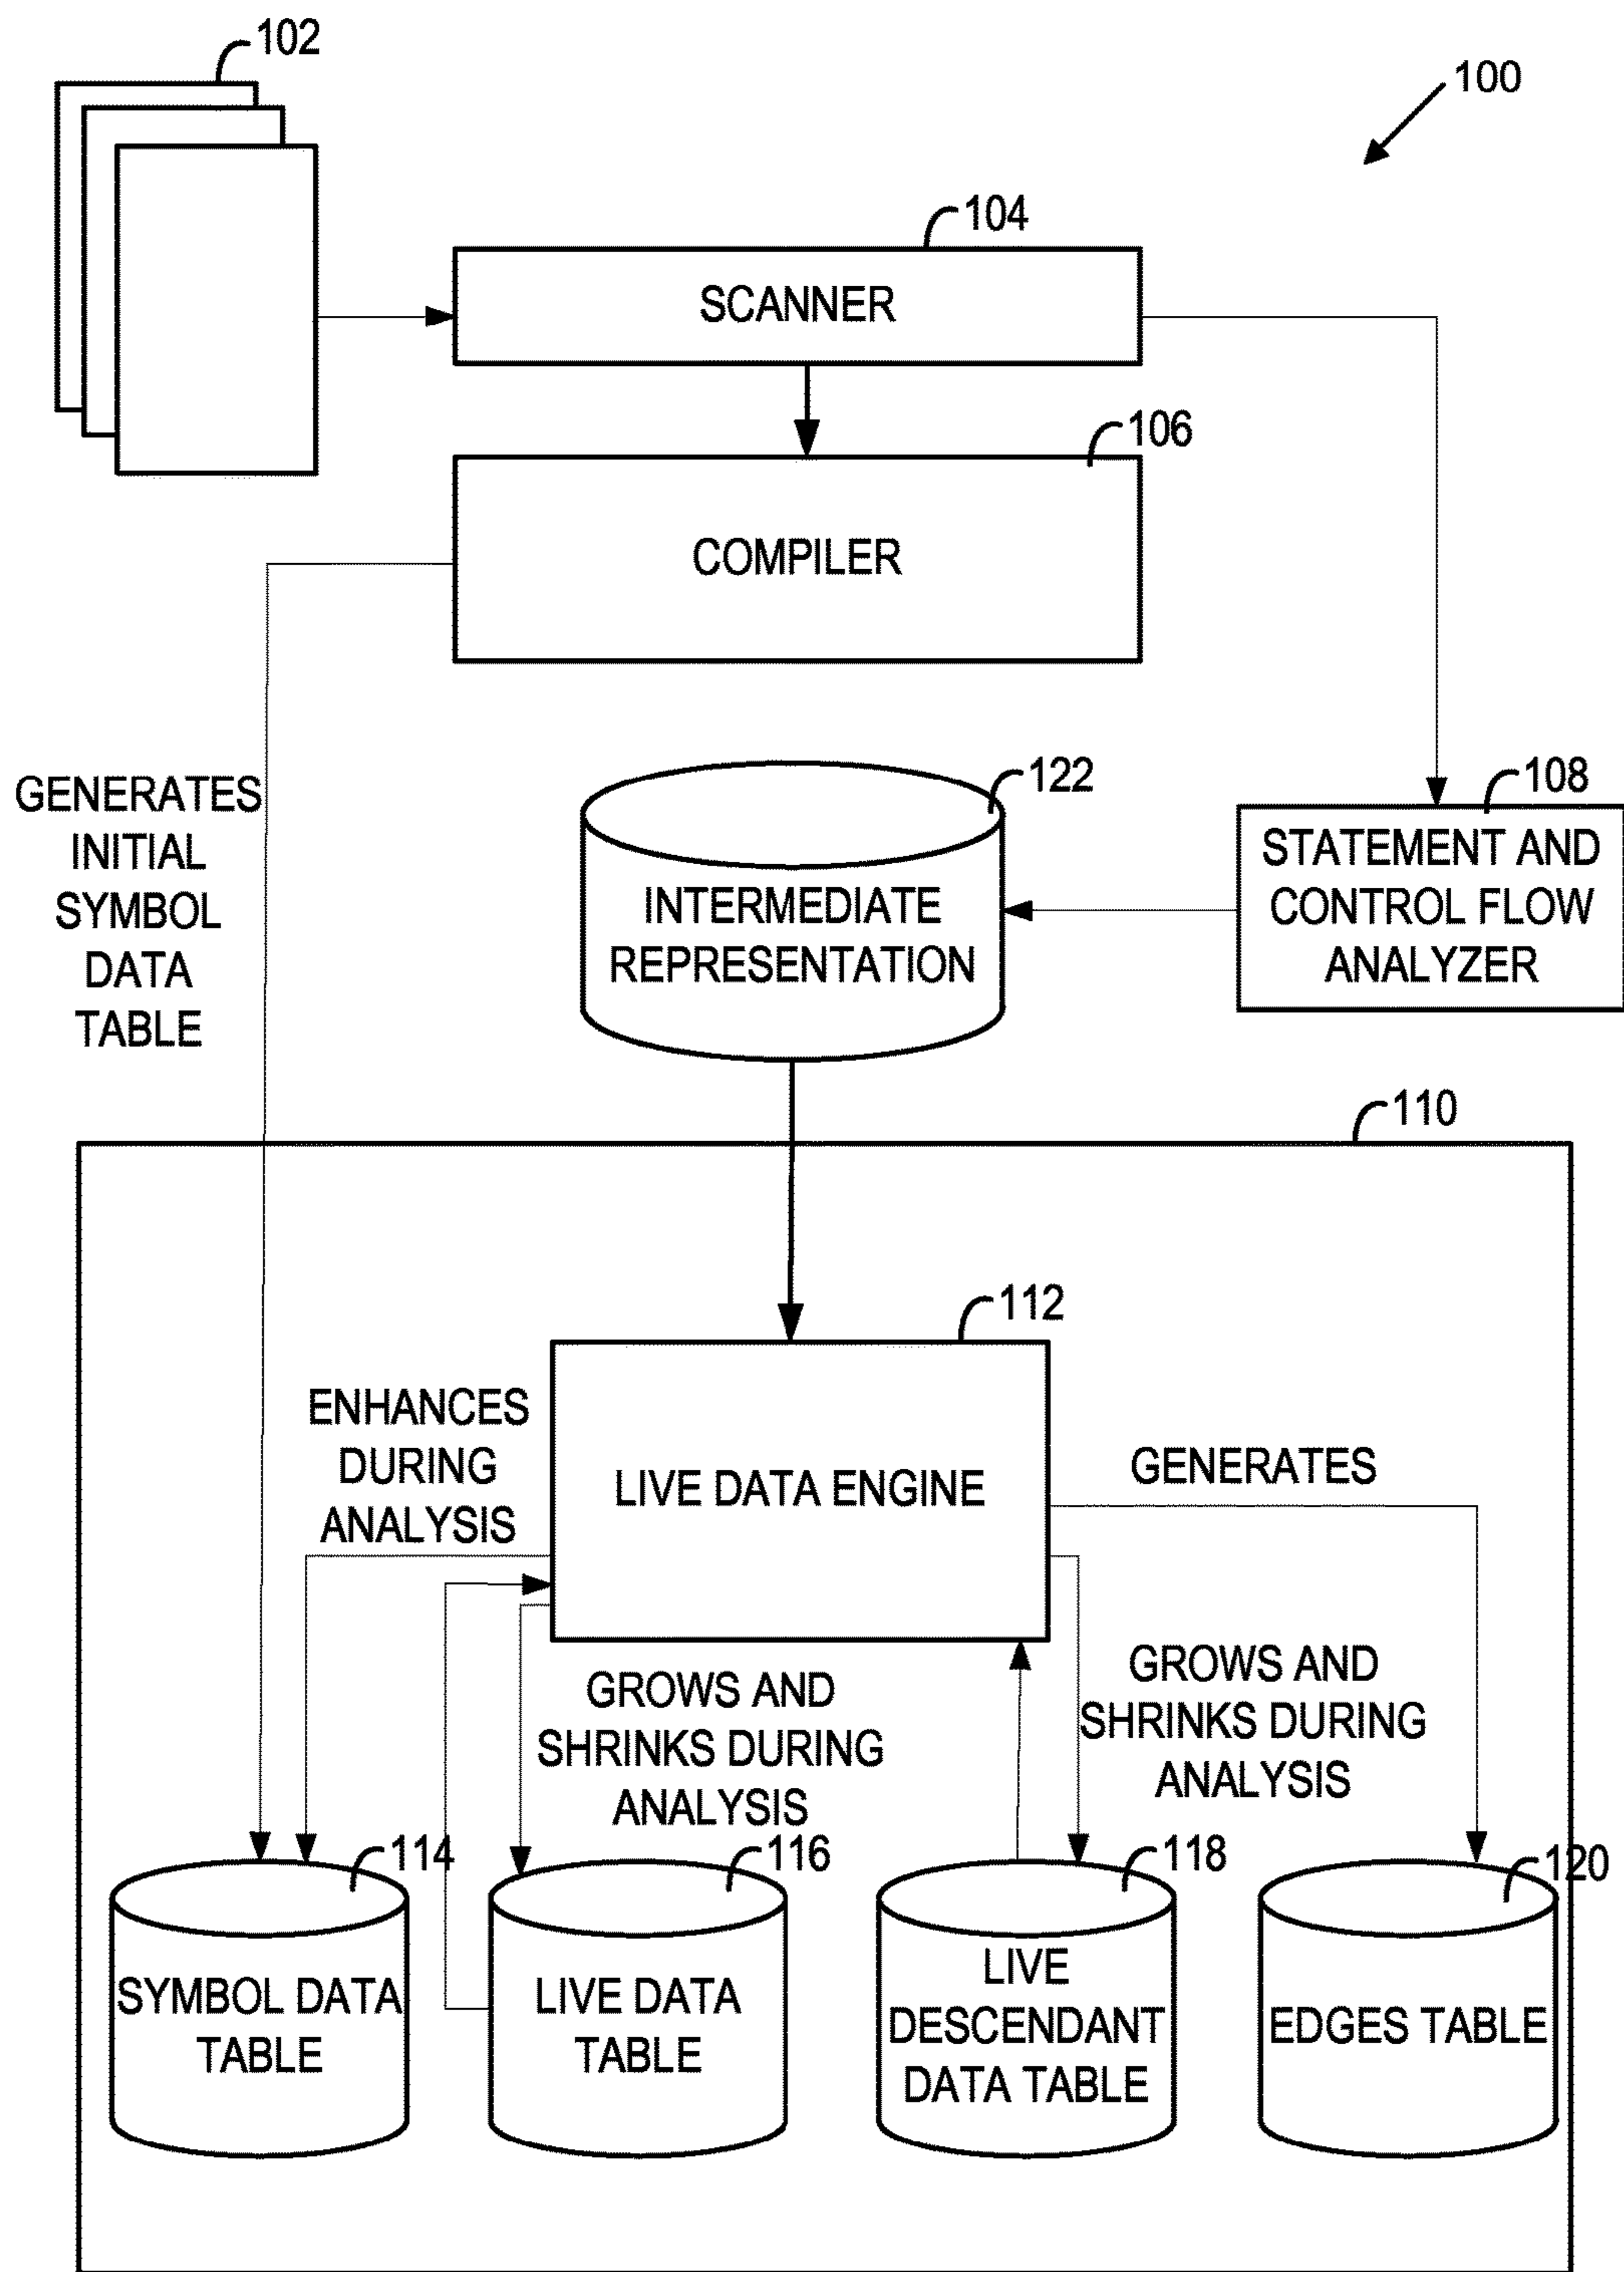 102
100
104
SCANNER
106
COMPILER
GENERATES
INITIAL
SYMBOL
DATA
TABLE
122
INTERMEDIATE
REPRESENTATION
108
STATEMENT AND
CONTROL FLOW
ANALYZER
110
112
LIVE DATA ENGINE
ENHANCES
DURING
ANALYSIS
GENERATES
GROWS AND
SHRINKS DURING
ANALYSIS
GROWS AND
SHRINKS DURING
ANALYSIS
114
SYMBOL DATA
TABLE
116
LIVE DATA
TABLE
118
LIVE
DESCENDANT
DATA TABLE
120
EDGES TABLE